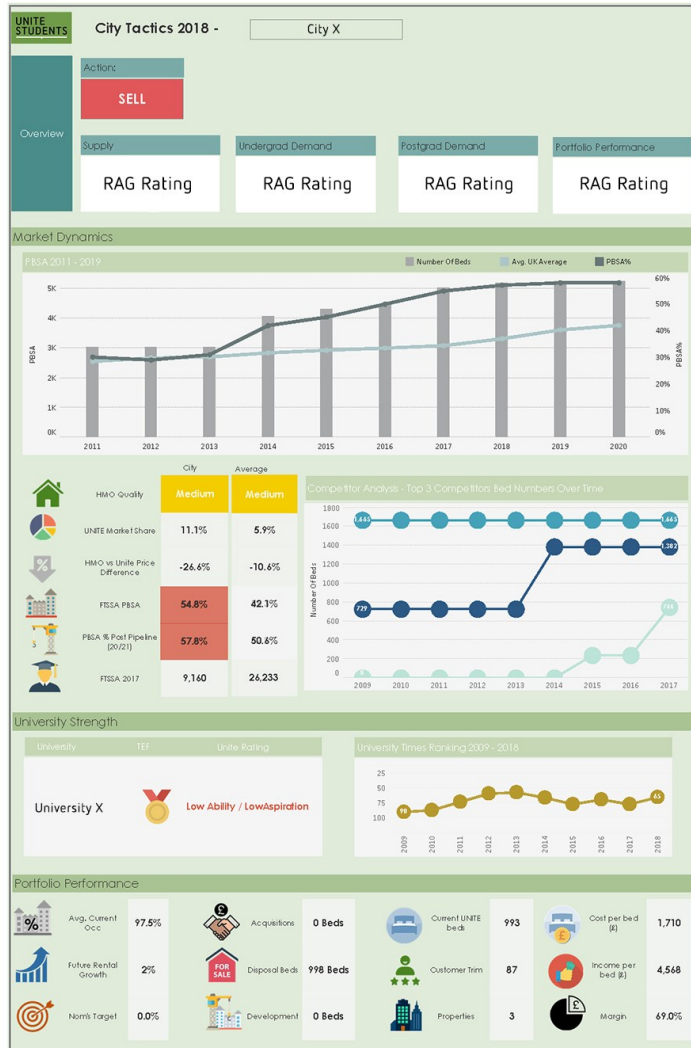 UNITE
STUDENTS
City Tactics 2018 -
City X
Overview
Action:
SELL
Supply
Undergrad Demand
Postgrad Demand
Portfolio Performance
RAG Rating
RAG Rating
RAG Rating
RAG Rating
Market Dynamics
PBSA 2011 - 2019
Number Of Beds
Avg. UK Average
PBSA%
5K
4K
3K
2K
1K
0K
PBSA
60%
50%
40%
30%
20%
10%
0%
PBSA%
2011 2012 2013 2014 2015 2016 2017 2018 2019 2020
City Average
HMO Quality Medium Medium
UNITE Market Share 11.1% 5.9%
HMO vs Unite Price
Difference -26.6% -10.6%
FTSSA PBSA 54.8% 42.1%
PBSA % Post Pipeline
(20/21) 57.8% 50.6%
FTSSA 2017 9,160 26,233
Competitor Analysis - Top 3 Competitors Bed Numbers Over Time
1800
1600
1400
1200
1000
800
600
400
200
0
Number Of Beds
1,665 1,665
1,382
729
2009 2010 2011 2012 2013 2014 2015 2016 2017
University Strength
University TEF Unite Rating
University X Low Ability / LowAspiration
University Times Ranking 2009 - 2018
25
50
75
100
90
65
2009 2010 2011 2012 2013 2014 2015 2016 2017 2018
Portfolio Performance
%
Avg. Current
Occ 97.5%
£
Acquisitions 0 Beds
Current UNITE
beds 993
£
Cost per bed
(£) 1,710
Future Rental
Growth 2%
FOR
SALE
Disposal Beds 998 Beds
Customer Trim 87
Income per
bed (£) 4,568
Nom's Target 0.0%
Development 0 Beds
Properties 3
£
Margin 69.0%